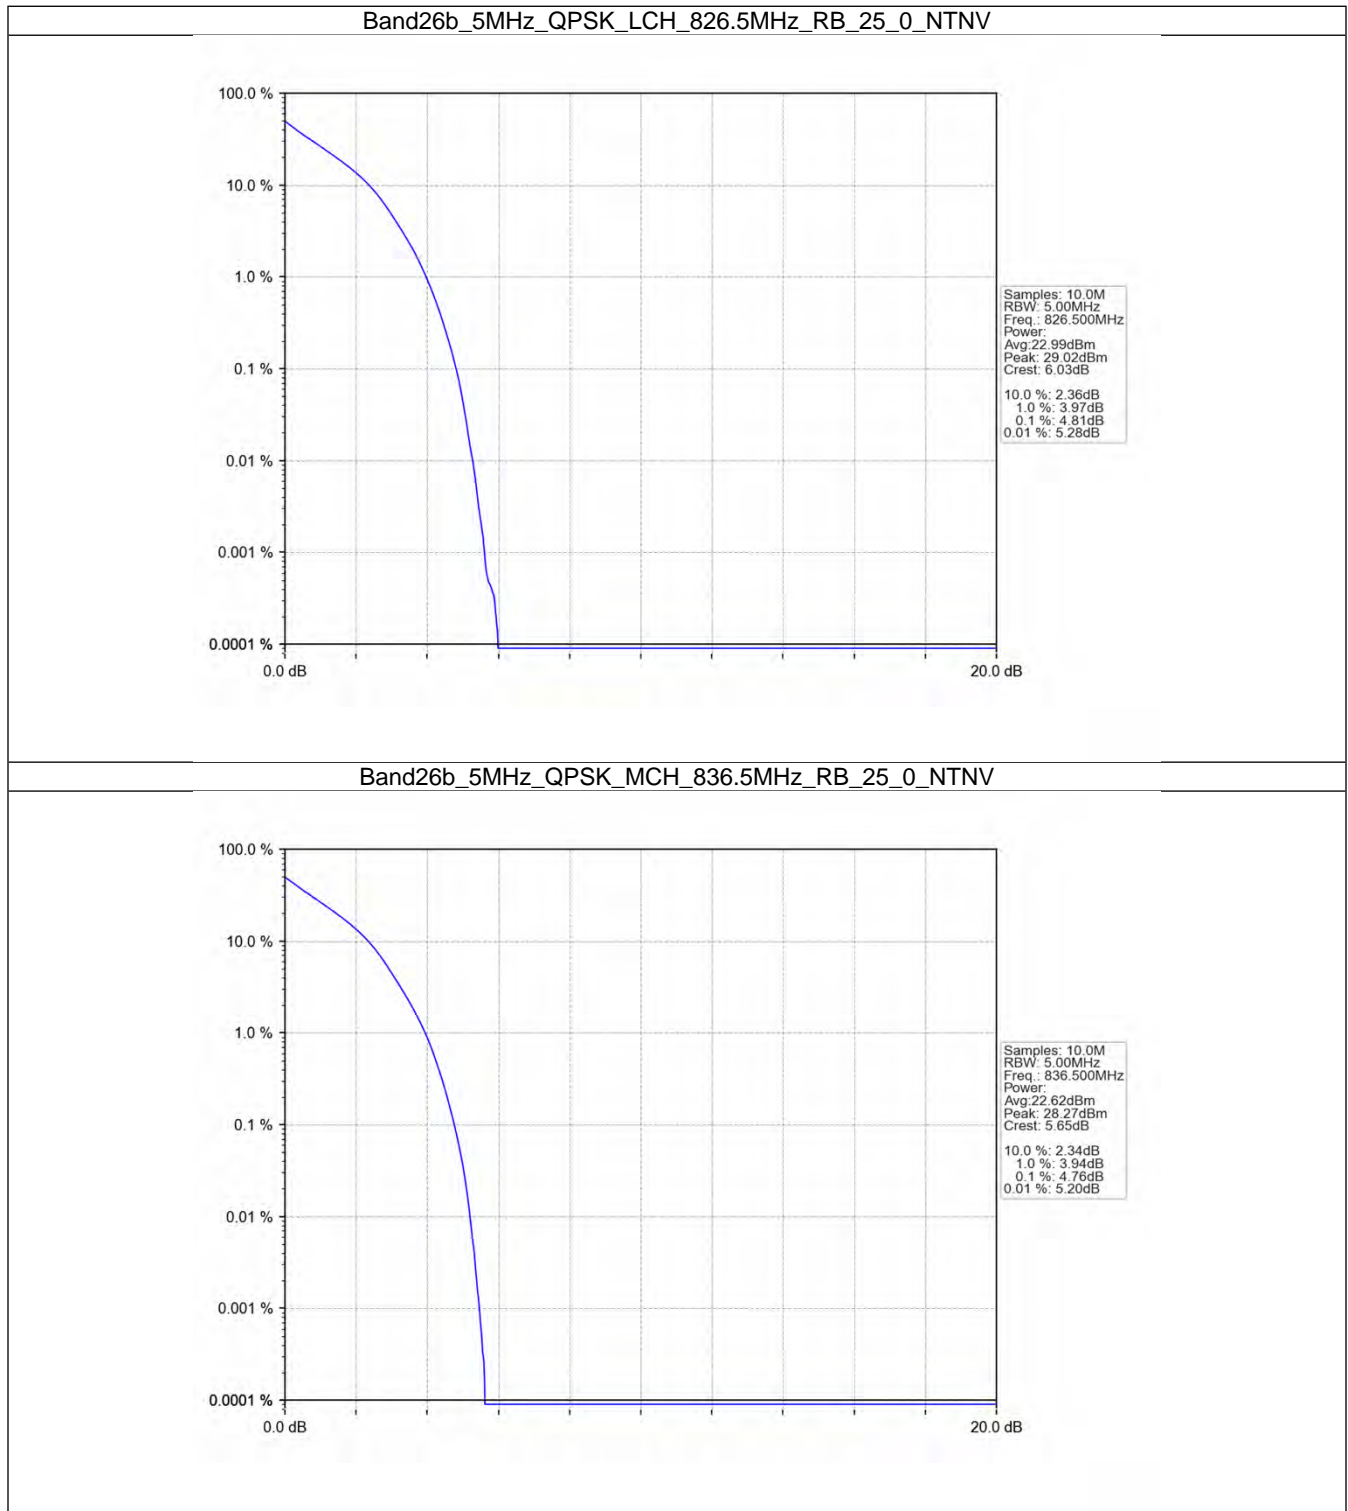 Band26b_5MHz_QPSK_LCH_826.5MHz_RB_25_0_NTNV
100.0 %
10.0 %
1.0 %
0.1 %
0.01 %
0.001 %
0.0001 %
0.0 dB
20.0 dB
Samples: 10.0M
RBW: 5.00MHz
Freq.: 826.500MHz
Power:
Avg:22.99dBm
Peak: 29.02dBm
Crest: 6.03dB
10.0 %: 2.36dB
1.0 %: 3.97dB
0.1 %: 4.81dB
0.01 %: 5.28dB
Band26b_5MHz_QPSK_MCH_836.5MHz_RB_25_0_NTNV
100.0 %
10.0 %
1.0 %
0.1 %
0.01 %
0.001 %
0.0001 %
0.0 dB
20.0 dB
Samples: 10.0M
RBW: 5.00MHz
Freq.: 836.500MHz
Power:
Avg:22.62dBm
Peak: 28.27dBm
Crest: 5.65dB
10.0 %: 2.34dB
1.0 %: 3.94dB
0.1 %: 4.76dB
0.01 %: 5.20dB